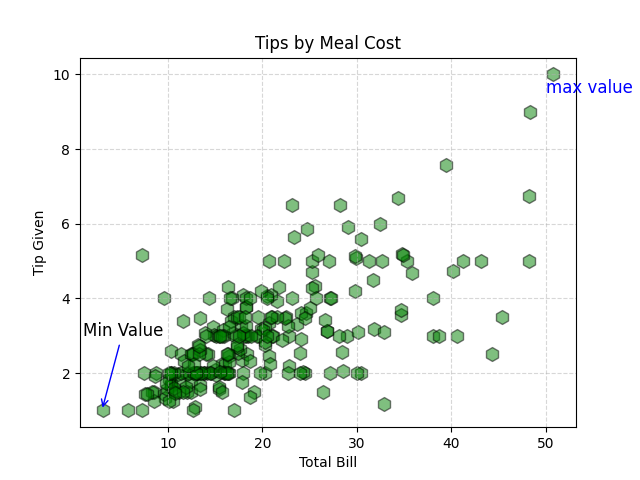 Tips by Meal Cost
10
max value
8
6
4
Min Value
2
Tip Given
10 20 30 40 50
Total Bill